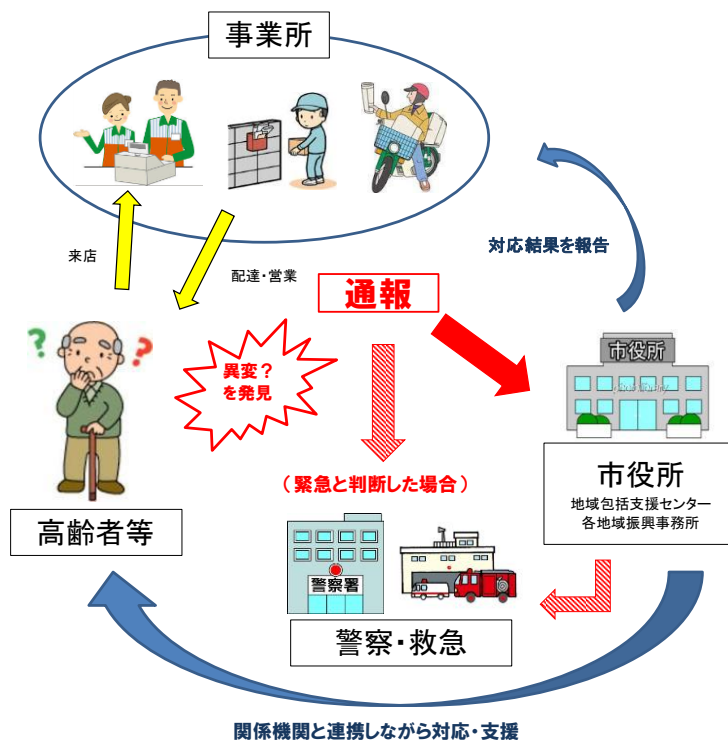 事業所
来店
配達・営業
対応結果を報告
通報
異変？
を発見
市役所
(緊急と判断した場合)
市役所
地域包括支援センター
各地域振興事務所
高齢者等
警察署
警察・救急
関係機関と連携しながら対応・支援